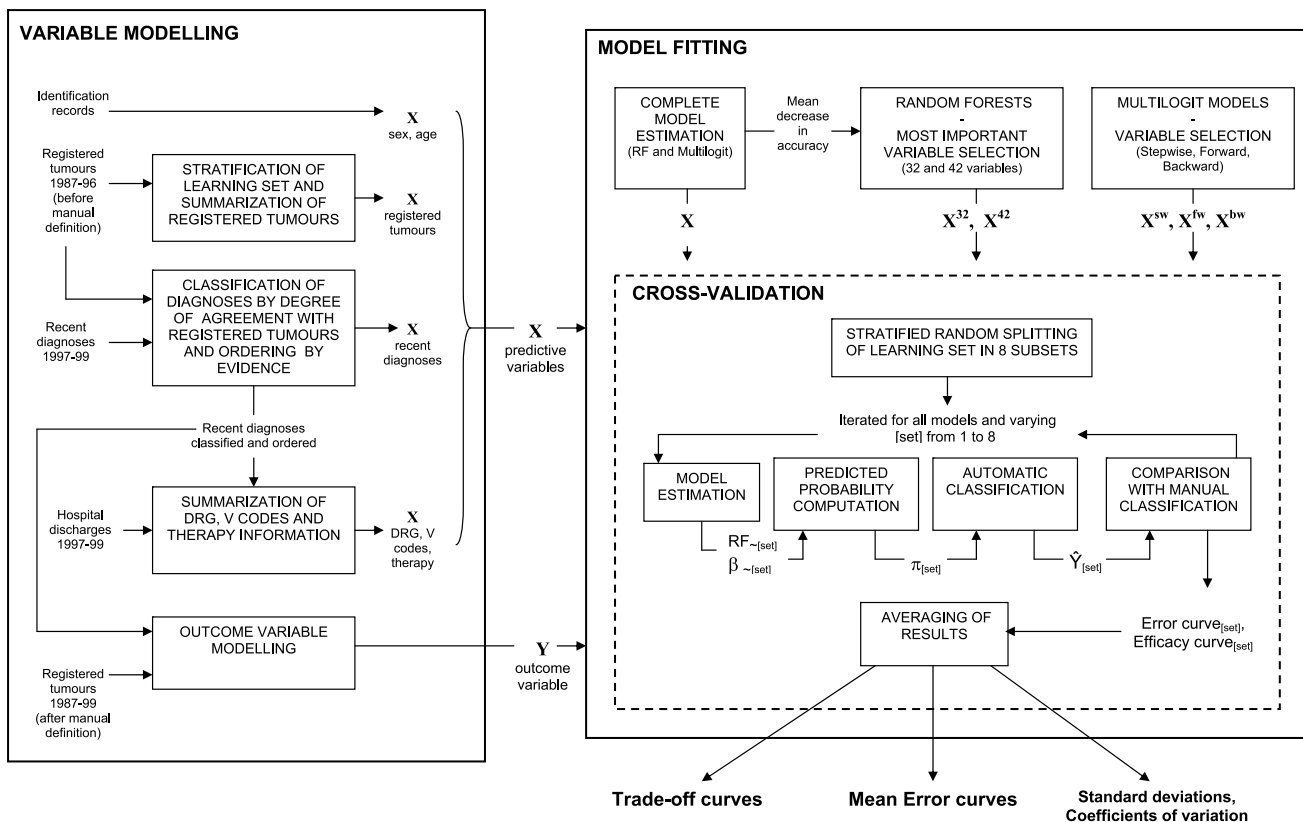 VARIABLE MODELLING
Identification
records
X
sex, age
Registered
tumours
1987-96
(before
manual
definition)
STRATIFICATION OF
LEARNING SET AND
SUMMARIZATION OF
REGISTERED TUMOURS
X
registered
tumours
CLASSIFICATION OF
DIAGNOSES BY DEGREE
OF AGREEMENT WITH
REGISTERED TUMOURS
AND ORDERING BY
EVIDENCE
Recent
diagnoses
1997-99
X
recent
diagnoses
Recent diagnoses
classified and ordered
Hospital
discharges
1997-99
SUMMARIZATION OF
DRG, V CODES AND
THERAPY INFORMATION
X
DRG, V
codes,
therapy
OUTCOME VARIABLE
MODELLING
Registered
tumours
1987-99
(after manual
definition)
X
predictive
variables
Y
outcome
variable
MODEL FITTING
COMPLETE
MODEL
ESTIMATION
(RF and Multilogit)
Mean
decrease
in
accuracy
RANDOM FORESTS
-
MOST IMPORTANT
VARIABLE SELECTION
(32 and 42 variables)
MULTILOGIT MODELS
-
VARIABLE SELECTION
(Stepwise, Forward,
Backward)
X
X³², X⁴²
X^sw, X^fw, X^bw
CROSS-VALIDATION
STRATIFIED RANDOM SPLITTING
OF LEARNING SET IN 8 SUBSETS
Iterated for all models and varying
[set] from 1 to 8
MODEL
ESTIMATION
PREDICTED
PROBABILITY
COMPUTATION
AUTOMATIC
CLASSIFICATION
COMPARISON
WITH MANUAL
CLASSIFICATION
RF~[set]
β ~[set]
π[set]
Ŷ[set]
AVERAGING OF
RESULTS
Error curve[set],
Efficacy curve[set]
Trade-off curves
Mean Error curves
Standard deviations,
Coefficients of variation